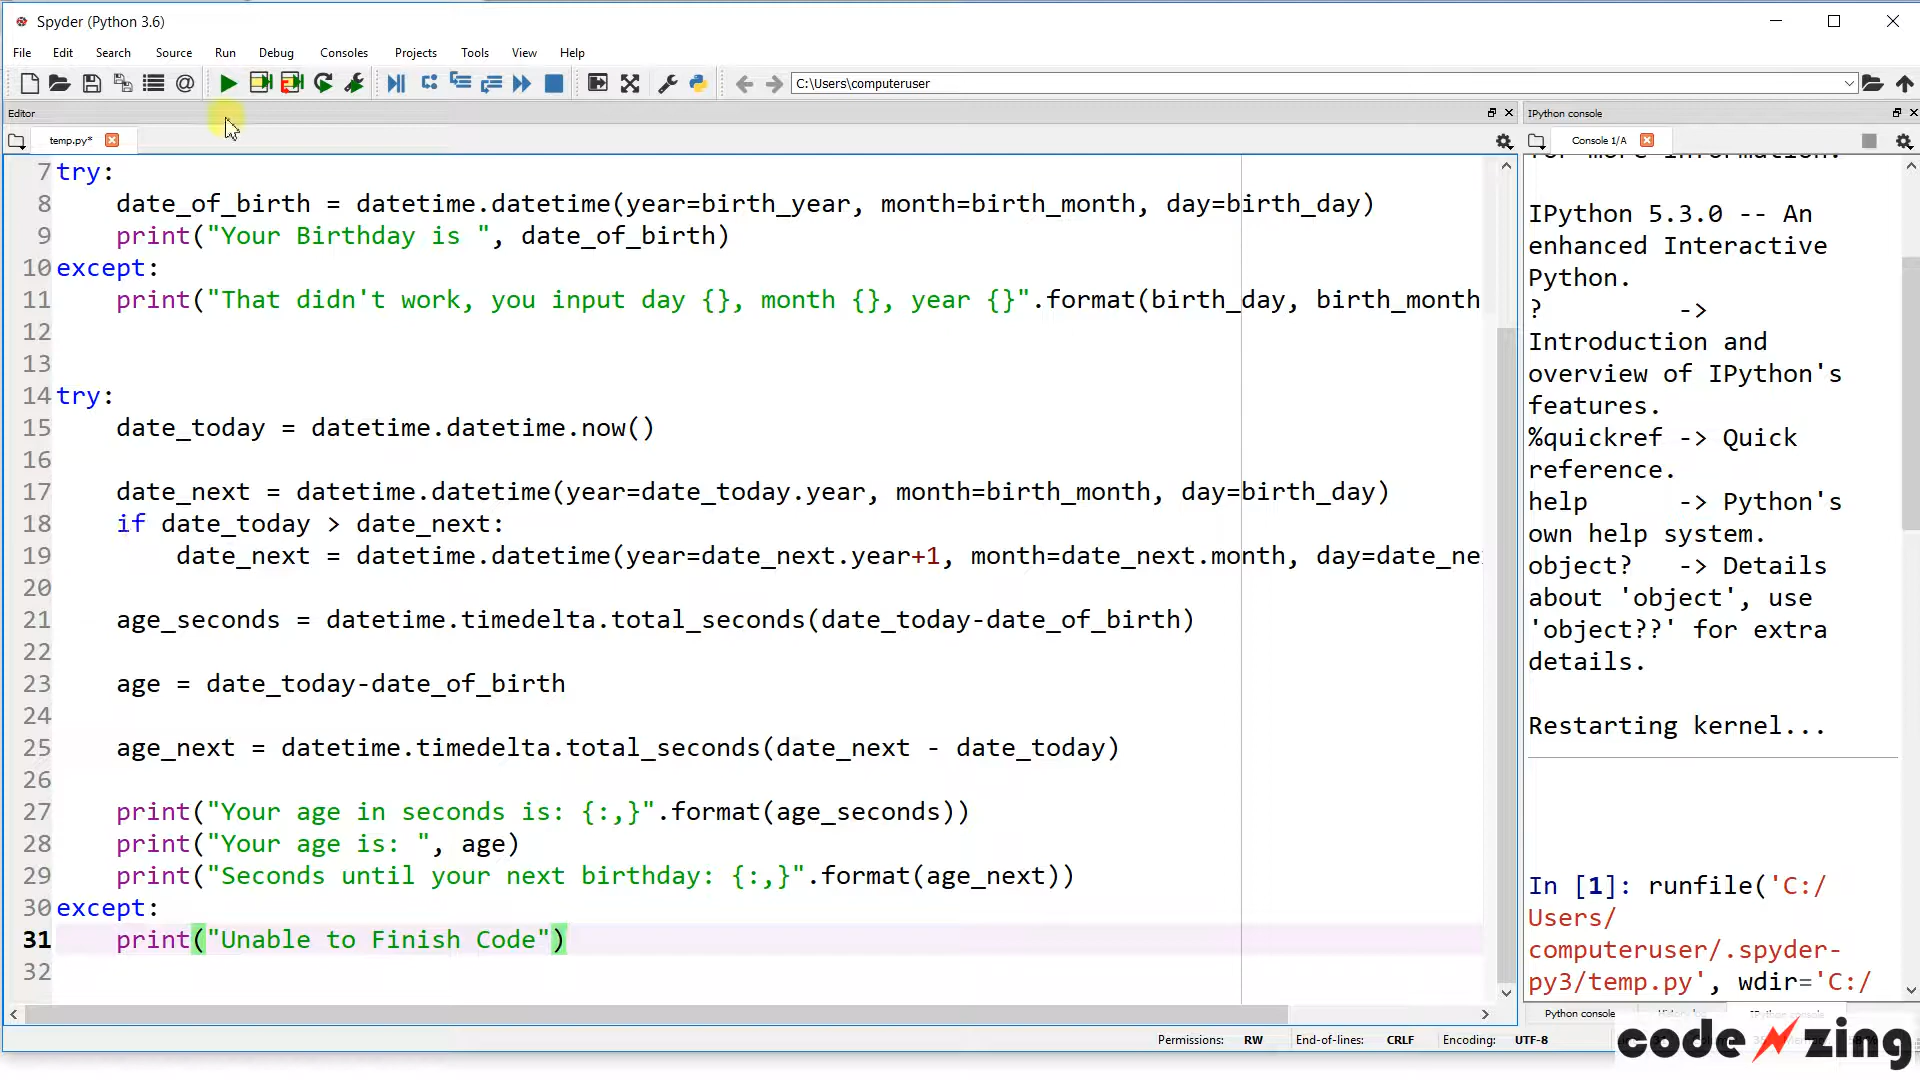 Spyder (Python 3.6)
File Edit Search Source Run Debug Consoles Projects Tools View Help
C:\Users\computeruser
Editor
temp.py*
7 try:
8 date_of_birth = datetime.datetime(year=birth_year, month=birth_month, day=birth_day)
9 print("Your Birthday is ", date_of_birth)
10 except:
11 print("That didn't work, you input day {}, month {}, year {}".format(birth_day, birth_month
12
13
14 try:
15 date_today = datetime.datetime.now()
16
17 date_next = datetime.datetime(year=date_today.year, month=birth_month, day=birth_day)
18 if date_today > date_next:
19 date_next = datetime.datetime(year=date_next.year+1, month=date_next.month, day=date_ne
20
21 age_seconds = datetime.timedelta.total_seconds(date_today-date_of_birth)
22
23 age = date_today-date_of_birth
24
25 age_next = datetime.timedelta.total_seconds(date_next - date_today)
26
27 print("Your age in seconds is: {:,}".format(age_seconds))
28 print("Your age is: ", age)
29 print("Seconds until your next birthday: {:,}".format(age_next))
30 except:
31 print("Unable to Finish Code")
32
IPython console
Console 1/A
for more information.
IPython 5.3.0 -- An
enhanced Interactive
Python.
? ->
Introduction and
overview of IPython's
features.
%quickref -> Quick
reference.
help -> Python's
own help system.
object? -> Details
about 'object', use
'object??' for extra
details.
Restarting kernel...
In [1]: runfile('C:/
Users/
computeruser/.spyder-
py3/temp.py', wdir='C:/
Python console
IPython console
Permissions: RW End-of-lines: CRLF Encoding: UTF-8
code zing